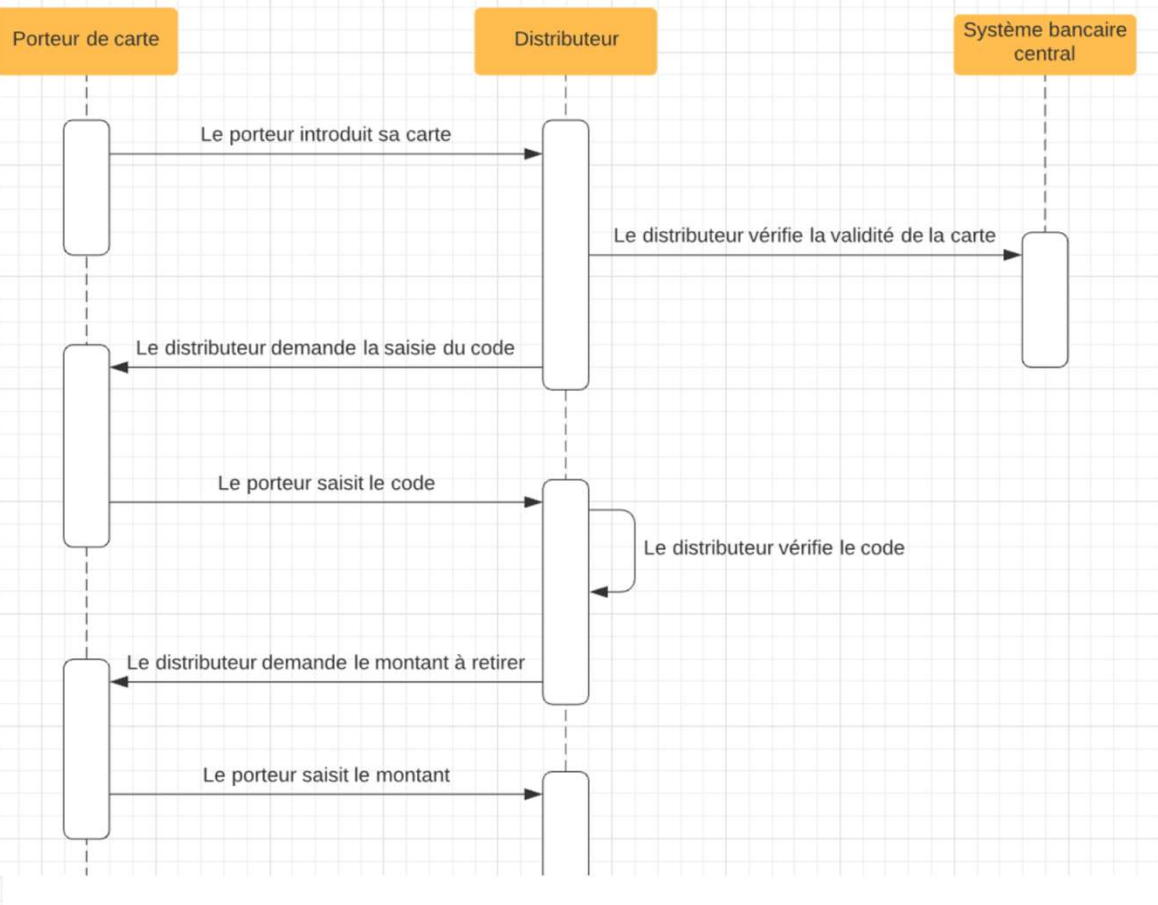 Porteur de carte
Distributeur
Système bancaire
central
Le porteur introduit sa carte
Le distributeur vérifie la validité de la carte
Le distributeur demande la saisie du code
Le porteur saisit le code
Le distributeur vérifie le code
Le distributeur demande le montant à retirer
Le porteur saisit le montant